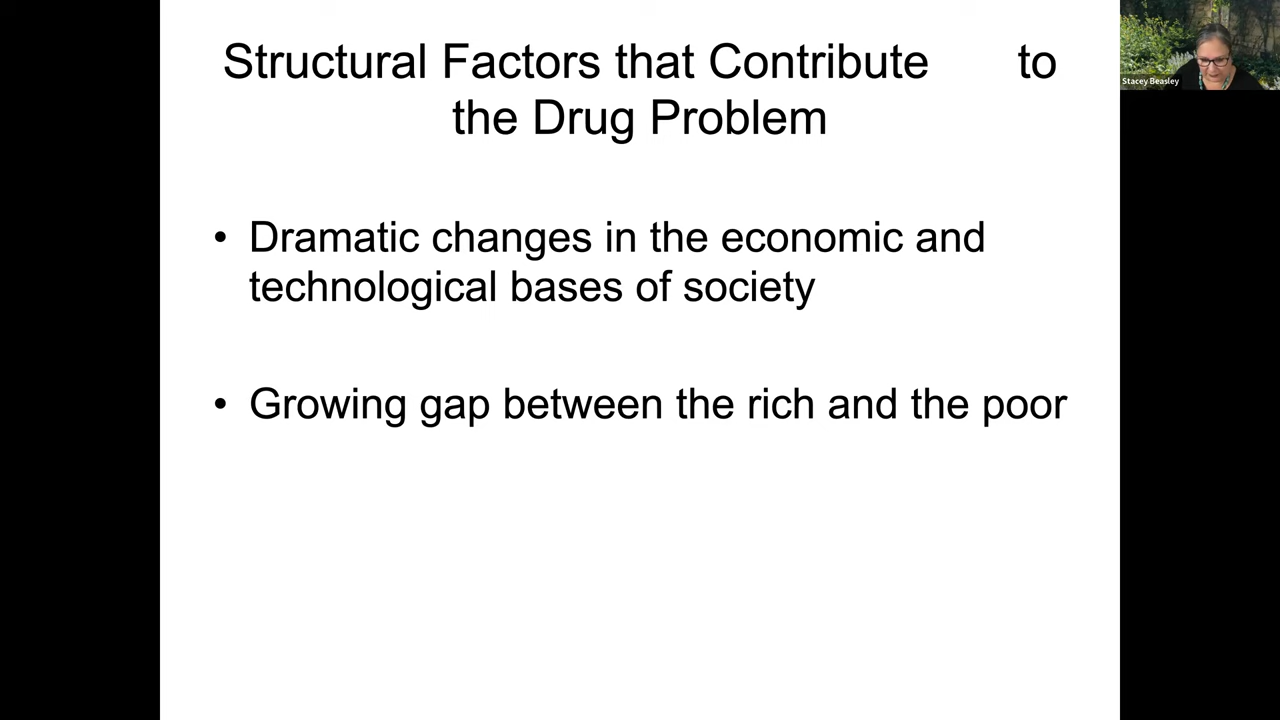 Structural Factors that Contribute to
the Drug Problem
Stacey Beasley
• Dramatic changes in the economic and
technological bases of society
• Growing gap between the rich and the poor